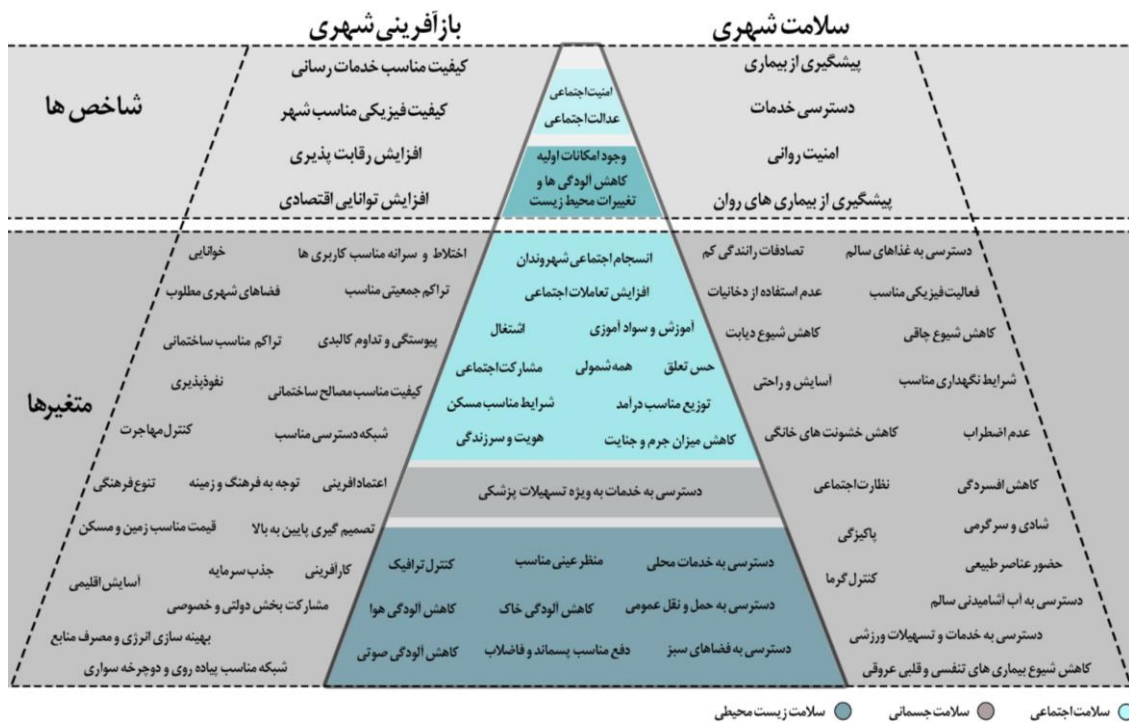 سلامت شهری
بازآفرینی شهری
شاخص ها
پیشگیری از بیماری
دسترسی خدمات
امنیت روانی
پیشگیری از بیماری های روان
امنیت اجتماعی
عدالت اجتماعی
وجود امکانات اولیه
کاهش آلودگی ها و
تغییرات محیط زیست
کیفیت مناسب خدمات رسانی
کیفیت فیزیکی مناسب شهر
افزایش رقابت پذیری
افزایش توانایی اقتصادی
متغیرها
دسترسی به غذاهای سالم
تصادفات رانندگی کم
فعالیت فیزیکی مناسب
عدم استفاده از دخانیات
کاهش شیوع چاقی
کاهش شیوع دیابت
شرایط نگهداری مناسب
آسایش و راحتی
عدم اضطراب
کاهش خشونت های خانگی
کاهش افسردگی
نظارت اجتماعی
شادی و سرگرمی
پاکیزگی
حضور عناصر طبیعی
کنترل گرما
دسترسی به آب آشامیدنی سالم
دسترسی به خدمات و تسهیلات ورزشی
کاهش شیوع بیماری های تنفسی و قلبی عروقی
انسجام اجتماعی شهروندان
افزایش تعاملات اجتماعی
آموزش و سواد آموزی
اشتغال
حس تعلق
همه شمولی
مشارکت اجتماعی
توزیع مناسب درآمد
شرایط مناسب مسکن
کاهش میزان جرم و جنایت
هویت و سرزندگی
دسترسی به خدمات به ویژه تسهیلات پزشکی
دسترسی به خدمات محلی
منظر عینی مناسب
کنترل ترافیک
دسترسی به حمل و نقل عمومی
کاهش آلودگی خاک
کاهش آلودگی هوا
دسترسی به فضاهای سبز
دفع مناسب پسماند و فاضلاب
کاهش آلودگی صوتی
اختلاط و سرانه مناسب کاربری ها
خوانایی
تراکم جمعیتی مناسب
فضاهای شهری مطلوب
پیوستگی و تداوم کالبدی
تراکم مناسب ساختمانی
کیفیت مناسب مصالح ساختمانی
نفوذپذیری
شبکه دسترسی مناسب
کنترل مهاجرت
اعتمادافرینی
توجه به فرهنگ و زمینه
تنوع فرهنگی
تصمیم گیری پایین به بالا
قیمت مناسب زمین و مسکن
کارآفرینی
جذب سرمایه
آسایش اقلیمی
مشارکت بخش دولتی و خصوصی
بهینه سازی انرژی و مصرف منابع
شبکه مناسب پیاده روی و دوچرخه سواری
سلامت اجتماعی
سلامت جسمانی
سلامت زیست محیطی